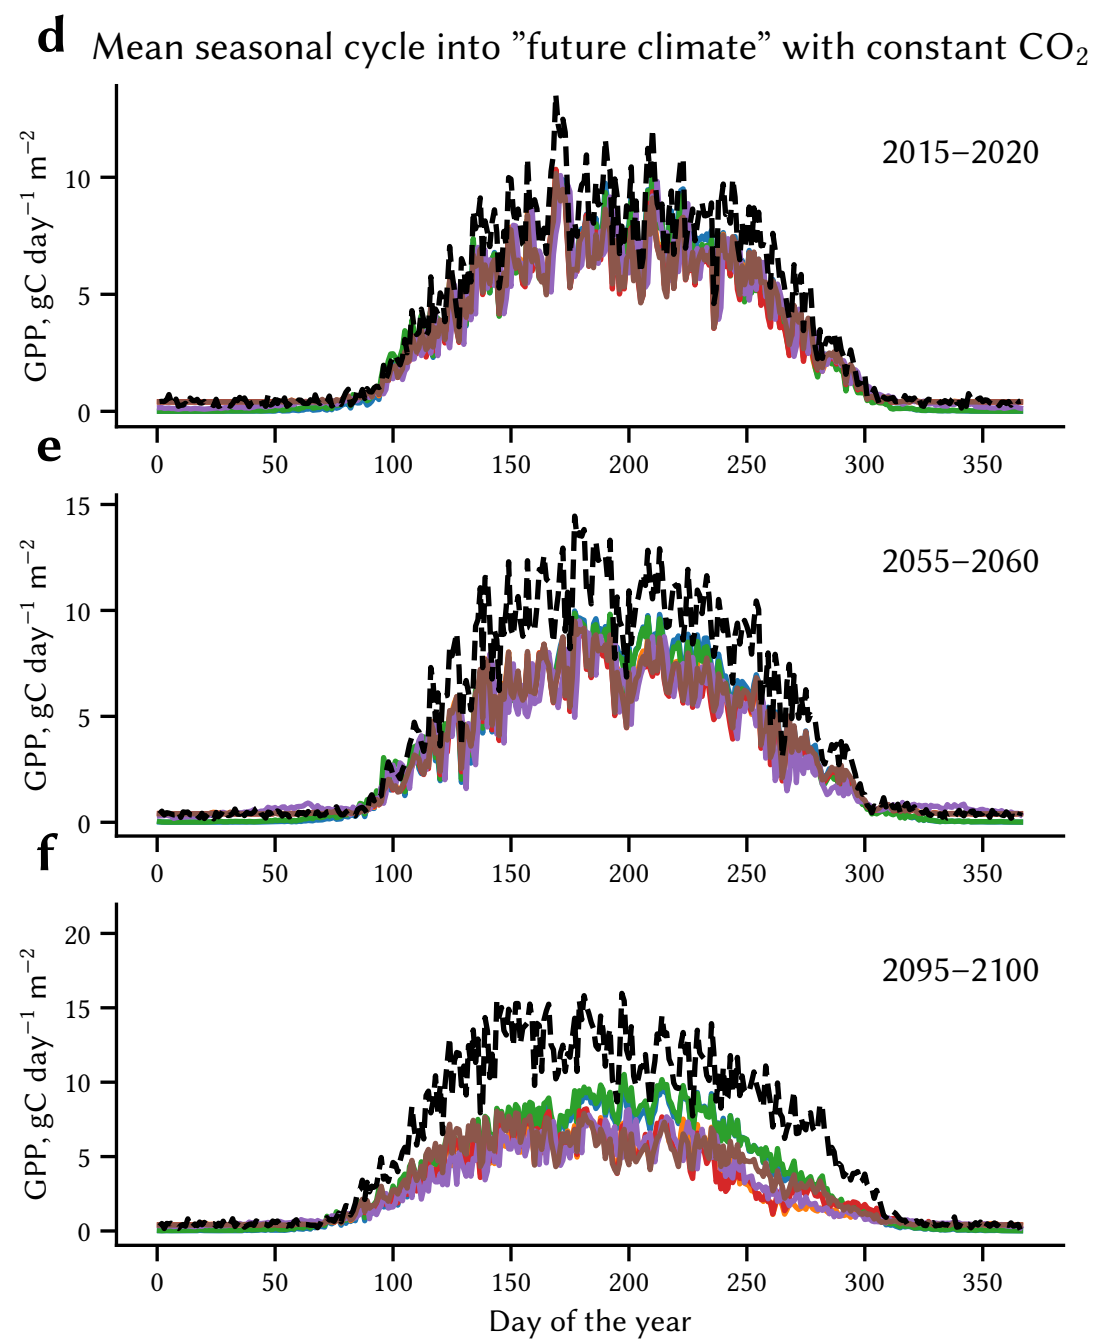 d
Mean seasonal cycle into ”future climate” with constant CO₂
GPP, gC day⁻¹ m⁻²
10
5
0
2015–2020
0 50 100 150 200 250 300 350
e
GPP, gC day⁻¹ m⁻²
15
10
5
0
2055–2060
0 50 100 150 200 250 300 350
f
GPP, gC day⁻¹ m⁻²
20
15
10
5
0
2095–2100
0 50 100 150 200 250 300 350
Day of the year